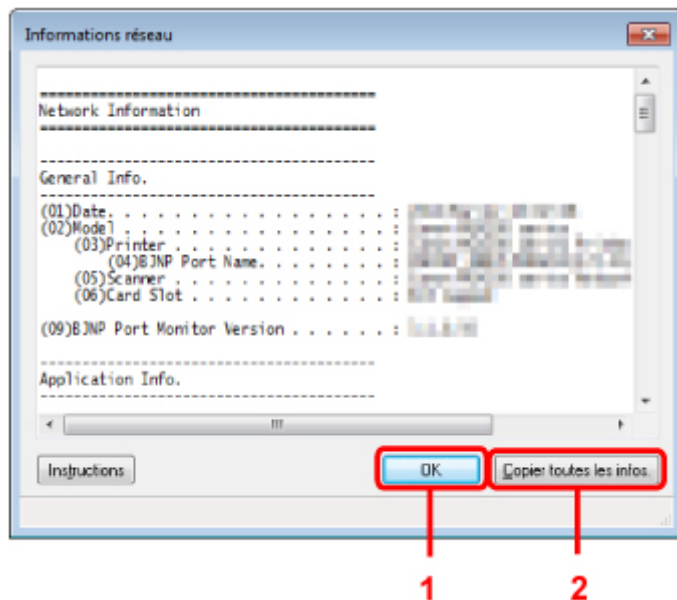 Informations réseau
========================================
Network Information
========================================
----------------------------------------
General Info.
----------------------------------------
(01)Date. . . . . . . . . . . . . . . . . :
(02)Model . . . . . . . . . . . . . . . . :
(03)Printer . . . . . . . . . . . . . :
(04)BJNP Port Name. . . . . . . . :
(05)Scanner . . . . . . . . . . . . . :
(06)Card Slot . . . . . . . . . . . . :
(09)BJNP Port Monitor Version . . . . . . :
----------------------------------------
Application Info.
----------------------------------------
Instructions OK Copier toutes les infos.
1 2